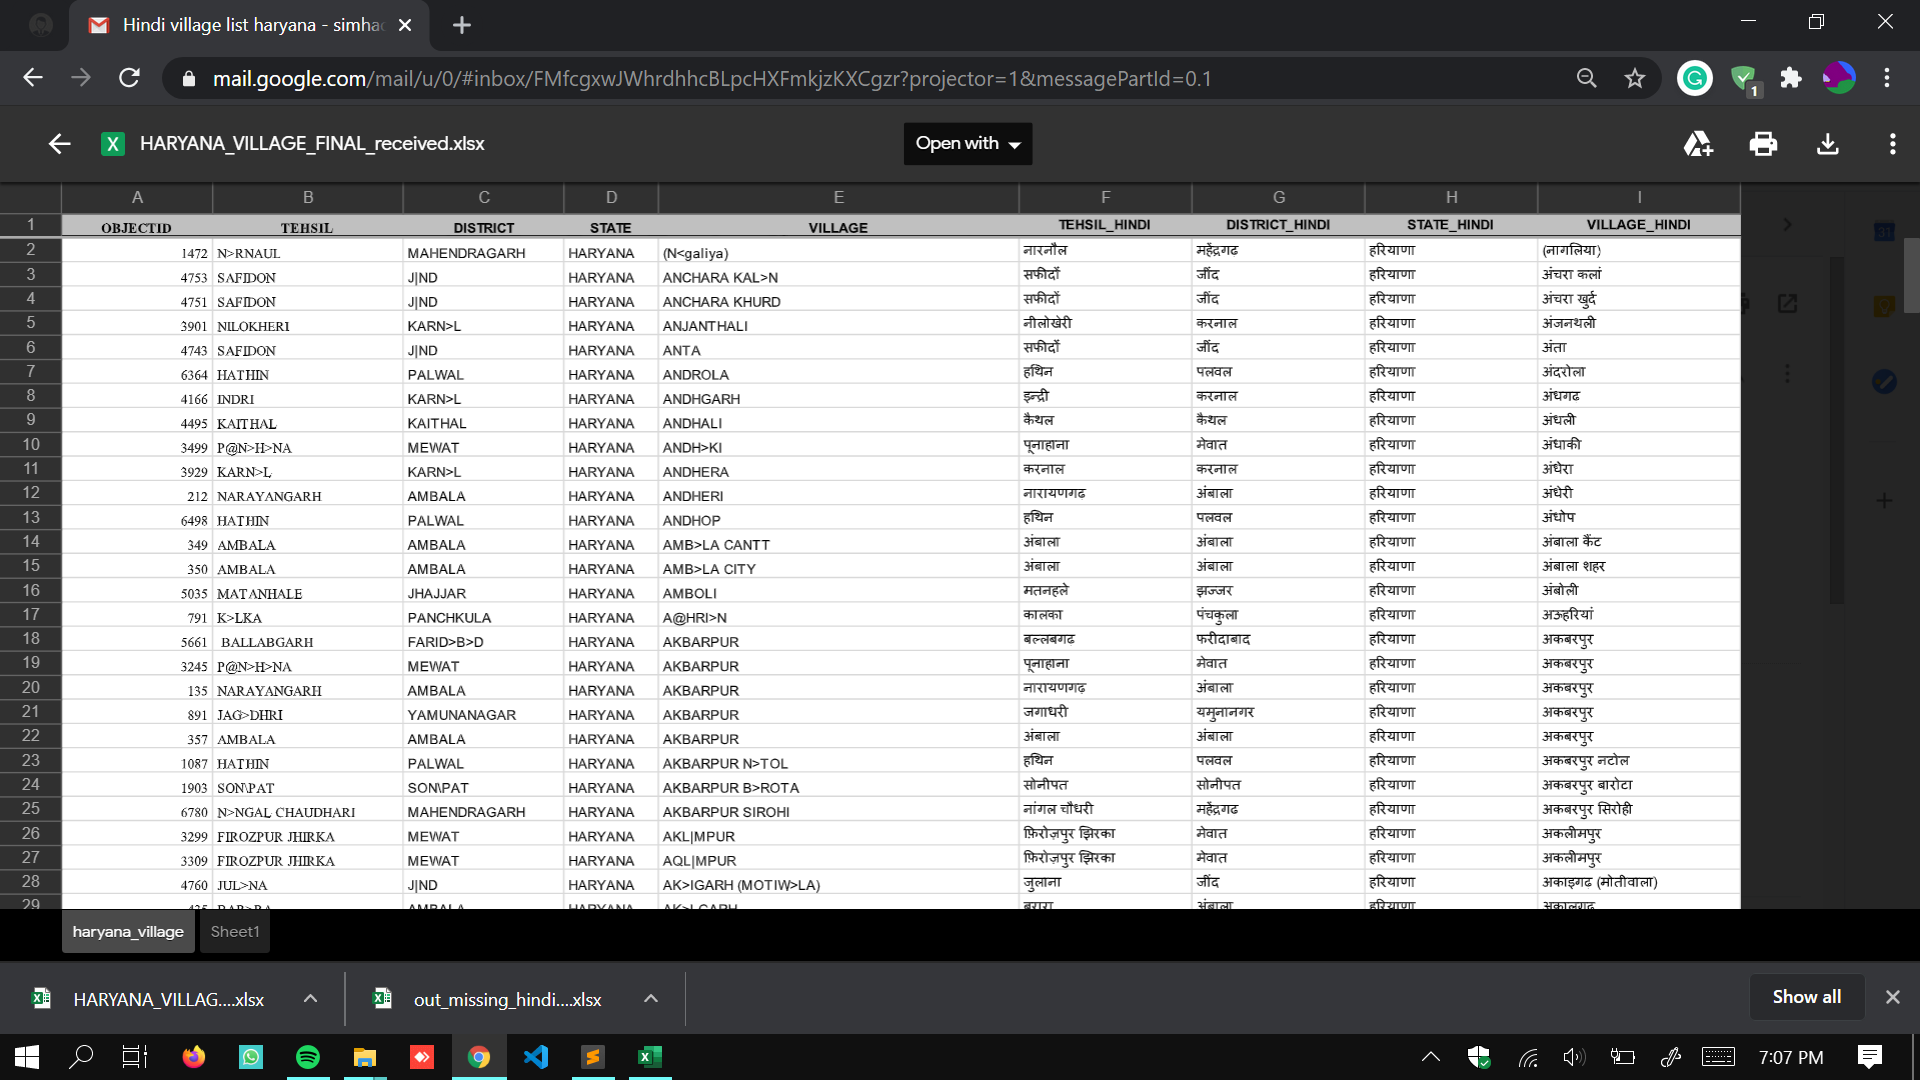 Hindi village list haryana - simha
mail.google.com/mail/u/0/#inbox/FMfcgxwJWhrdhhcBLpcHXFmkjzKXCgzr?projector=1&messagePartId=0.1
1
X HARYANA_VILLAGE_FINAL_received.xlsx Open with
A B C D E F G H I
1 OBJECTID TEHSIL DISTRICT STATE VILLAGE TEHSIL_HINDI DISTRICT_HINDI STATE_HINDI VILLAGE_HINDI
2 1472 N>RNAUL MAHENDRAGARH HARYANA (N<galiya) नारनौल महेंद्रगढ हरियाणा (नागलिया)
3 4753 SAFIDON J|ND HARYANA ANCHARA KAL>N सफीदों जींद हरियाणा अंचरा कलां
4 4751 SAFIDON J|ND HARYANA ANCHARA KHURD सफीदों जींद हरियाणा अंचरा खुर्द
5 3901 NILOKHERI KARN>L HARYANA ANJANTHALI नीलोखेरी करनाल हरियाणा अंजनथली
6 4743 SAFIDON J|ND HARYANA ANTA सफीदों जींद हरियाणा अंता
7 6364 HATHIN PALWAL HARYANA ANDROLA हथिन पलवल हरियाणा अंदरोला
8 4166 INDRI KARN>L HARYANA ANDHGARH इन्द्री करनाल हरियाणा अंधगढ
9 4495 KAITHAL KAITHAL HARYANA ANDHALI कैथल कैथल हरियाणा अंधली
10 3499 P@N>H>NA MEWAT HARYANA ANDH>KI पूनाहाना मेवात हरियाणा अंधाकी
11 3929 KARN>L KARN>L HARYANA ANDHERA करनाल करनाल हरियाणा अंधेरा
12 212 NARAYANGARH AMBALA HARYANA ANDHERI नारायणगढ अंबाला हरियाणा अंधेरी
13 6498 HATHIN PALWAL HARYANA ANDHOP हथिन पलवल हरियाणा अंधोप
14 349 AMBALA AMBALA HARYANA AMB>LA CANTT अंबाला अंबाला हरियाणा अंबाला कैंट
15 350 AMBALA AMBALA HARYANA AMB>LA CITY अंबाला अंबाला हरियाणा अंबाला शहर
16 5035 MATANHALE JHAJJAR HARYANA AMBOLI मतनहले झज्जर हरियाणा अंबोली
17 791 K>LKA PANCHKULA HARYANA A@HRI>N कालका पंचकुला हरियाणा अऊहरियां
18 5661 BALLABGARH FARID>B>D HARYANA AKBARPUR बल्लबगढ फरीदाबाद हरियाणा अकबरपुर
19 3245 P@N>H>NA MEWAT HARYANA AKBARPUR पूनाहाना मेवात हरियाणा अकबरपुर
20 135 NARAYANGARH AMBALA HARYANA AKBARPUR नारायणगढ़ अंबाला हरियाणा अकबरपुर
21 891 JAG>DHRI YAMUNANAGAR HARYANA AKBARPUR जगाधरी यमुनानगर हरियाणा अकबरपुर
22 357 AMBALA AMBALA HARYANA AKBARPUR अंबाला अंबाला हरियाणा अकबरपुर
23 1087 HATHIN PALWAL HARYANA AKBARPUR N>TOL हथिन पलवल हरियाणा अकबरपुर नटोल
24 1903 SON\PAT SON\PAT HARYANA AKBARPUR B>ROTA सोनीपत सोनीपत हरियाणा अकबरपुर बारोटा
25 6780 N>NGAL CHAUDHARI MAHENDRAGARH HARYANA AKBARPUR SIROHI नांगल चौधरी महेंद्रगढ हरियाणा अकबरपुर सिरोही
26 3299 FIROZPUR JHIRKA MEWAT HARYANA AKL|MPUR फ़िरोज़पुर झिरका मेवात हरियाणा अकलीमपुर
27 3309 FIROZPUR JHIRKA MEWAT HARYANA AQL|MPUR फ़िरोज़पुर झिरका मेवात हरियाणा अकलीमपुर
28 4760 JUL>NA J|ND HARYANA AK>IGARH (MOTIW>LA) जुलाना जींद हरियाणा अकाइगढ (मोतीवाला)
29 AMBALA HARYANA अंबाला हरियाणा
haryana_village Sheet1
HARYANA_VILLAG....xlsx out_missing_hindi....xlsx Show all
7:07 PM